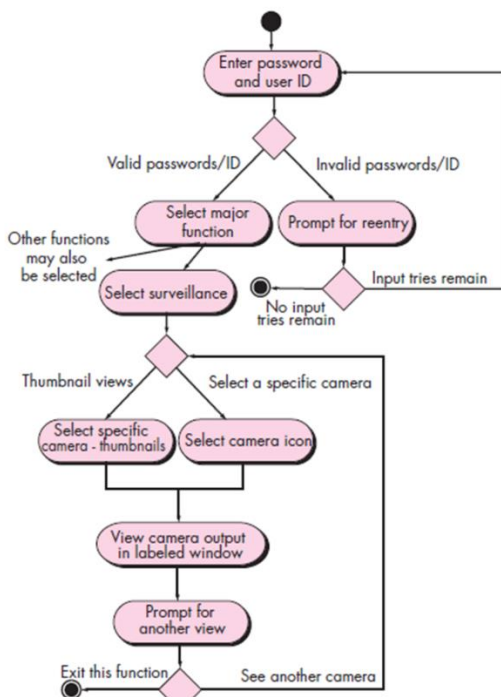 Enter password
and user ID
Valid passwords/ID
Invalid passwords/ID
Select major
function
Prompt for reentry
Other functions
may also
be selected
Input tries remain
Select surveillance
No input
tries remain
Thumbnail views
Select a specific camera
Select specific
camera - thumbnails
Select camera icon
View camera output
in labeled window
Prompt for
another view
Exit this function
See another camera